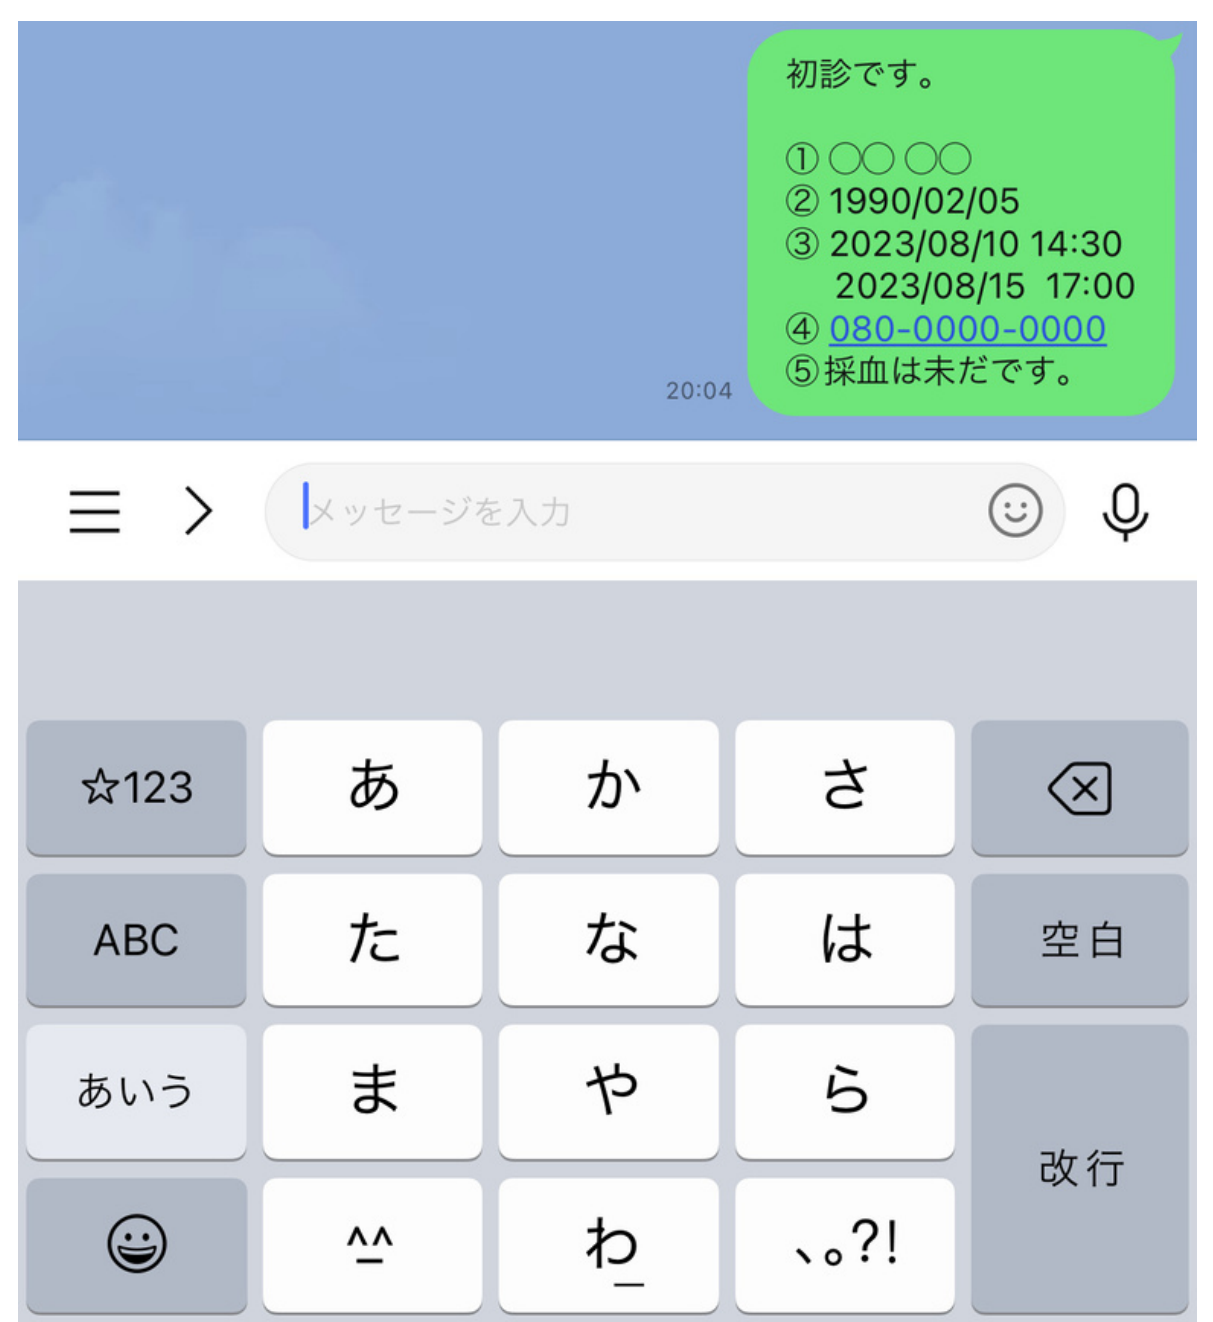 初診です。
① ◯◯ ◯◯
② 1990/02/05
③ 2023/08/10 14:30
2023/08/15 17:00
④ 080-0000-0000
⑤採血は未だです。
20:04
メッセージを入力
☆123 あ か さ
ABC た な は 空白
あいう ま や ら
改行
^^ わ 、。?!